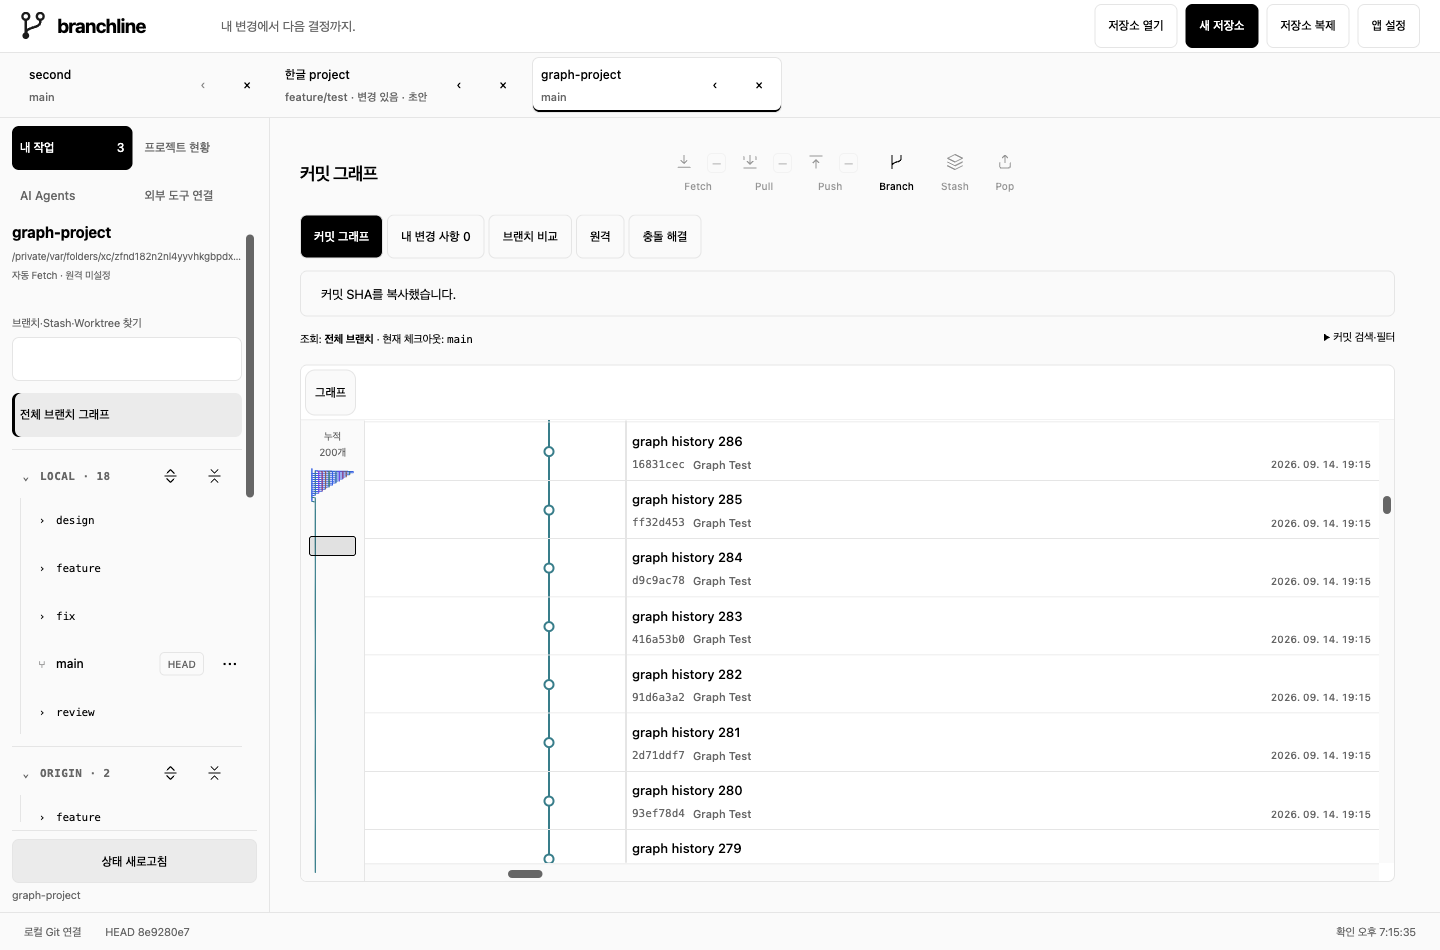 branchline
내 변경에서 다음 결정까지.
저장소 열기
새 저장소
저장소 복제
앱 설정
second
main
한글 project
feature/test · 변경 있음 · 초안
graph-project
main
내 작업 3
프로젝트 현황
AI Agents
외부 도구 연결
graph-project
/private/var/folders/xc/zfnd182n2nl4yyvhkgbpdx...
자동 Fetch · 원격 미설정
브랜치·Stash·Worktree 찾기
전체 브랜치 그래프
LOCAL · 18
design
feature
fix
main HEAD
review
ORIGIN · 2
feature
상태 새로고침
graph-project
커밋 그래프
Fetch
Pull
Push
Branch
Stash
Pop
커밋 그래프
내 변경 사항 0
브랜치 비교
원격
충돌 해결
커밋 SHA를 복사했습니다.
조회: 전체 브랜치 · 현재 체크아웃: main
▶ 커밋 검색·필터
그래프
누적
200개
graph history 286
16831cec Graph Test 2026. 09. 14. 19:15
graph history 285
ff32d453 Graph Test 2026. 09. 14. 19:15
graph history 284
d9c9ac78 Graph Test 2026. 09. 14. 19:15
graph history 283
416a53b0 Graph Test 2026. 09. 14. 19:15
graph history 282
91d6a3a2 Graph Test 2026. 09. 14. 19:15
graph history 281
2d71ddf7 Graph Test 2026. 09. 14. 19:15
graph history 280
93ef78d4 Graph Test 2026. 09. 14. 19:15
graph history 279
로컬 Git 연결
HEAD 8e9280e7
확인 오후 7:15:35